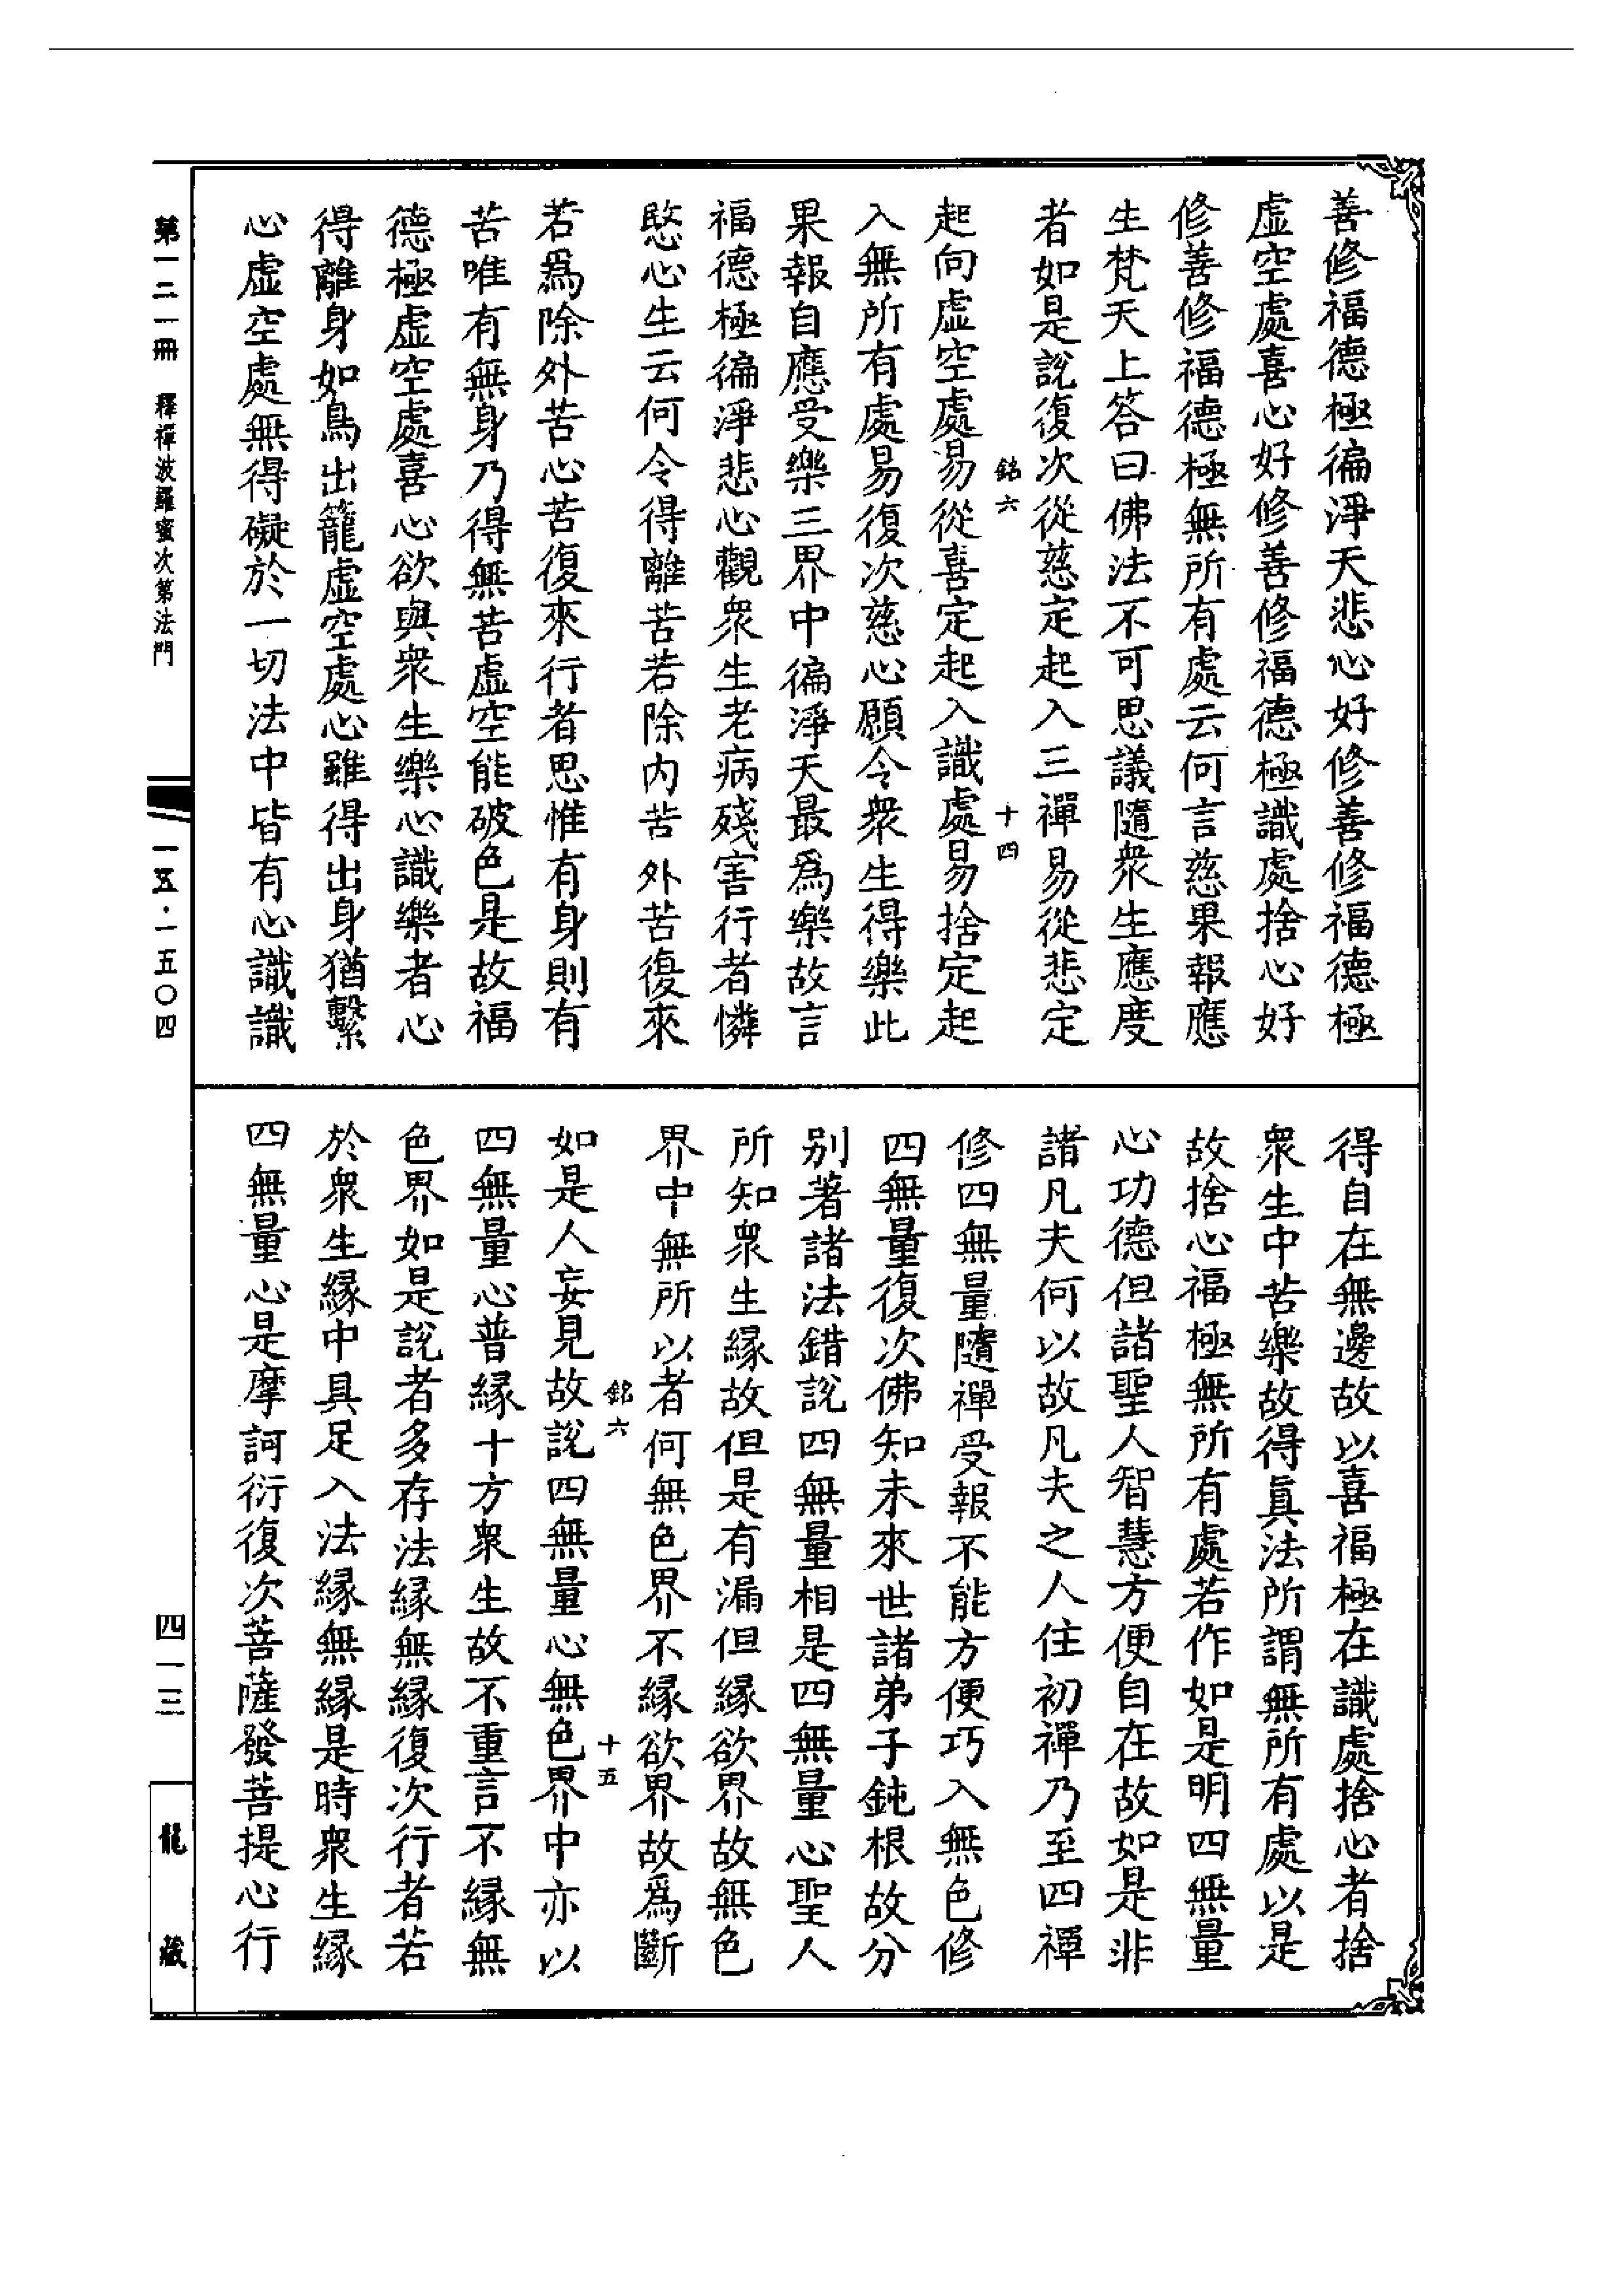 善修福德極徧淨天悲心好修善修福德極
虛空處喜心好修善修福德極識處捨心好
修善修福德極無所有處云何言慈果報應
生梵天上答曰佛法不可思議隨衆生應度
者如是說復次從慈定起入三禪易從悲定
銘六 十四
起向虛空處易從喜定起入識處易捨定起
入無所有處易復次慈心願令衆生得樂此
果報自應受樂三界中徧淨天最爲樂故言
福德極徧淨悲心觀衆生老病殘害行者憐
愍心生云何令得離苦若除內苦外苦復來
若爲除外苦心苦復來行者思惟有身則有
苦唯有無身乃得無苦虛空能破色是故福
德極虛空處喜心欲與衆生樂心識樂者心
得離身如鳥出籠虛空處心雖得出身猶繫
心虛空處無得礙於一切法中皆有心識識
得自在無邊故以喜福極在識處捨心者捨
衆生中苦樂故得眞法所謂無所有處以是
故捨心福極無所有處若作如是明四無量
心功德但諸聖人智慧方便自在故如是非
諸凡夫何以故凡夫之人住初禪乃至四禪
修四無量隨禪受報不能方便巧入無色修
四無量復次佛知未來世諸弟子鈍根故分
別著諸法錯說四無量相是四無量心聖人
所知衆生緣故但是有漏但緣欲界故無色
界中無所以者何無色界不緣欲界故爲斷
銘六 十五
如是人妄見故說四無量心無色界中亦以
四無量心普緣十方衆生故不重言不緣無
色界如是說者多存法緣無緣復次行者若
於衆生緣中具足入法緣無緣是時衆生緣
四無量心是摩訶衍復次菩薩發菩提心行
第一二一冊 釋禪波羅蜜次第法門
一五·一五〇四
四一三
龍藏